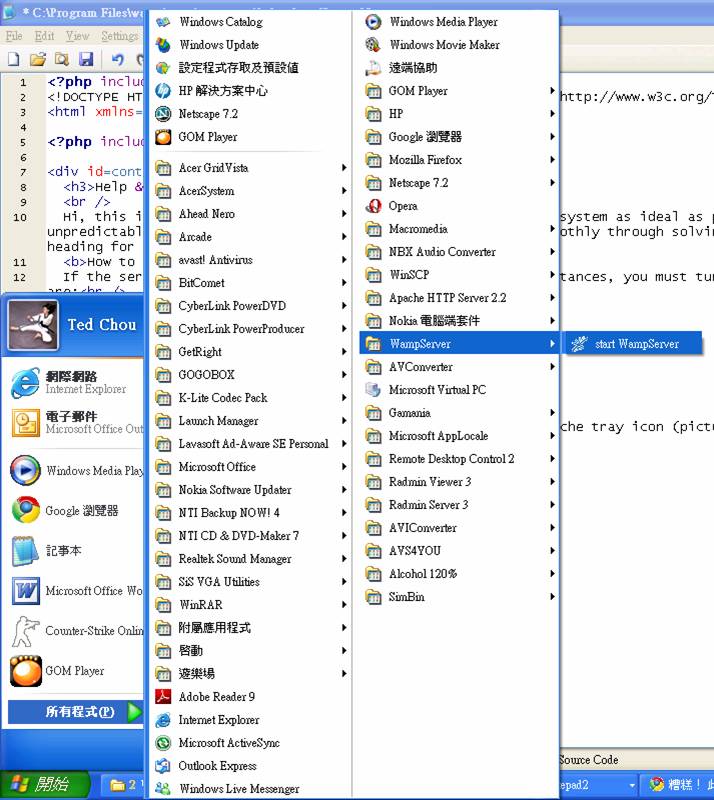 * C:\Program Files\w
File Edit View Settings
1 <?php inclu
2 <!DOCTYPE HT
http://www.w3c.org/
3 <html xmlns=
4
5 <?php inclu
6
7 <div id=cont
8 <h3>Help &
9 <br />
10 Hi, this i
system as ideal as p
unpredictabl
othly through solvin
heading for
11 <b>How to
12 If the ser
tances, you must tur
are:<br />
che tray icon (pictu
Source Code
Ted Chou
網際網路
Internet Explorer
電子郵件
Microsoft Office Out
Windows Media Play
Google 瀏覽器
記事本
Microsoft Office Wo
Counter-Strike Onlin
GOM Player
所有程式(P)
Windows Catalog
Windows Update
設定程式存取及預設值
HP 解決方案中心
Netscape 7.2
GOM Player
Acer GridVista
AcerSystem
Ahead Nero
Arcade
avast! Antivirus
BitComet
CyberLink PowerDVD
CyberLink PowerProducer
GetRight
GOGOBOX
K-Lite Codec Pack
Launch Manager
Lavasoft Ad-Aware SE Personal
Microsoft Office
Nokia Software Updater
NTI Backup NOW! 4
NTI CD & DVD-Maker 7
Realtek Sound Manager
SiS VGA Utilities
WinRAR
附屬應用程式
啟動
遊樂場
Adobe Reader 9
Internet Explorer
Microsoft ActiveSync
Outlook Express
Windows Live Messenger
Windows Media Player
Windows Movie Maker
遠端協助
GOM Player
HP
Google 瀏覽器
Mozilla Firefox
Netscape 7.2
Opera
Macromedia
NBX Audio Converter
WinSCP
Apache HTTP Server 2.2
Nokia 電腦端套件
WampServer
AVConverter
Microsoft Virtual PC
Gamania
Microsoft AppLocale
Remote Desktop Control 2
Radmin Viewer 3
Radmin Server 3
AVIConverter
AVS4YOU
Alcohol 120%
SimBin
start WampServer
開始
2
epad2
糟糕！